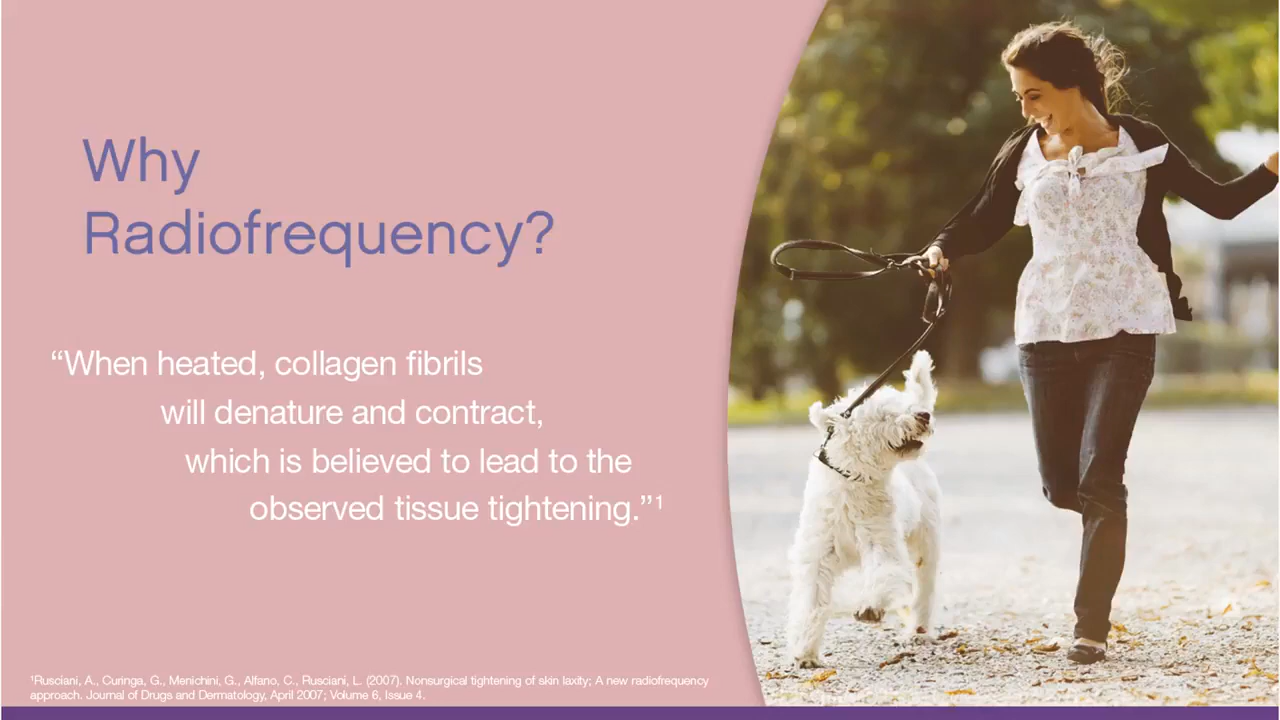 Why
Radiofrequency?
“When heated, collagen fibrils
will denature and contract,
which is believed to lead to the
observed tissue tightening.”¹
¹Rusciani, A., Curinga, G., Menichini, G., Alfano, C., Rusciani, L. (2007). Nonsurgical tightening of skin laxity; A new radiofrequency
approach. Journal of Drugs and Dermatology, April 2007; Volume 6, Issue 4.